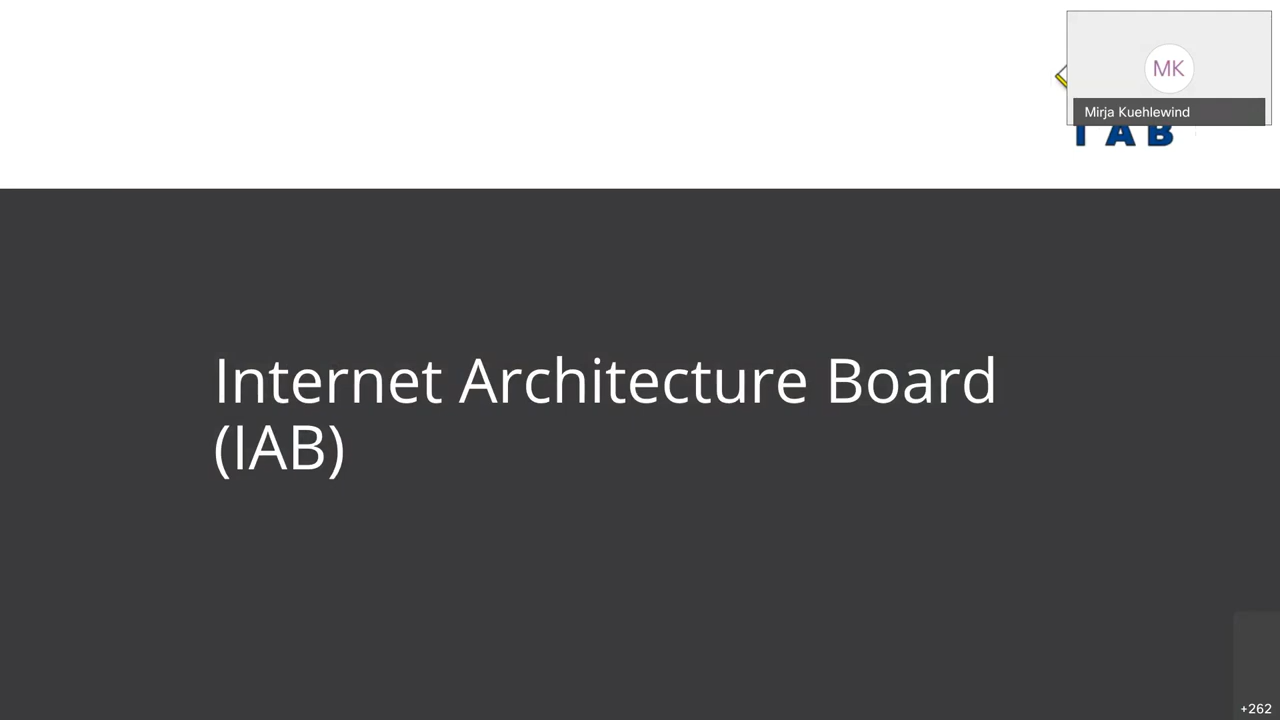 MK
Mirja Kuehlewind
I A B
Internet Architecture Board
(IAB)
+262